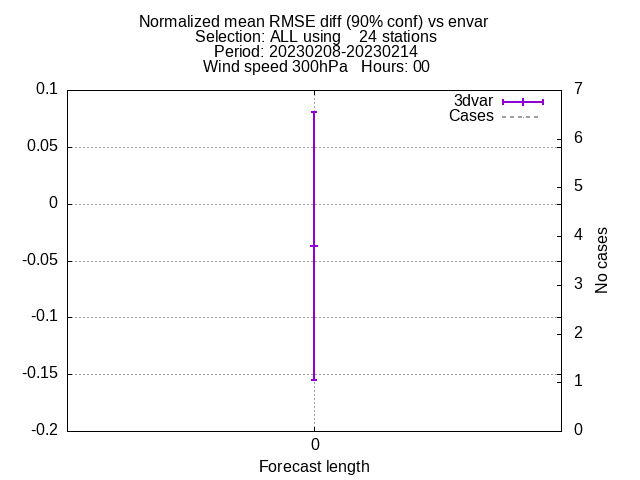 Normalized mean RMSE diff (90% conf) vs envar
Selection: ALL using    24 stations
Period: 20230208-20230214
Wind speed 300hPa   Hours: 00
3dvar
Cases
0.1
0.05
0
-0.05
-0.1
-0.15
-0.2
7
6
5
4
3
2
1
0
No cases
0
Forecast length